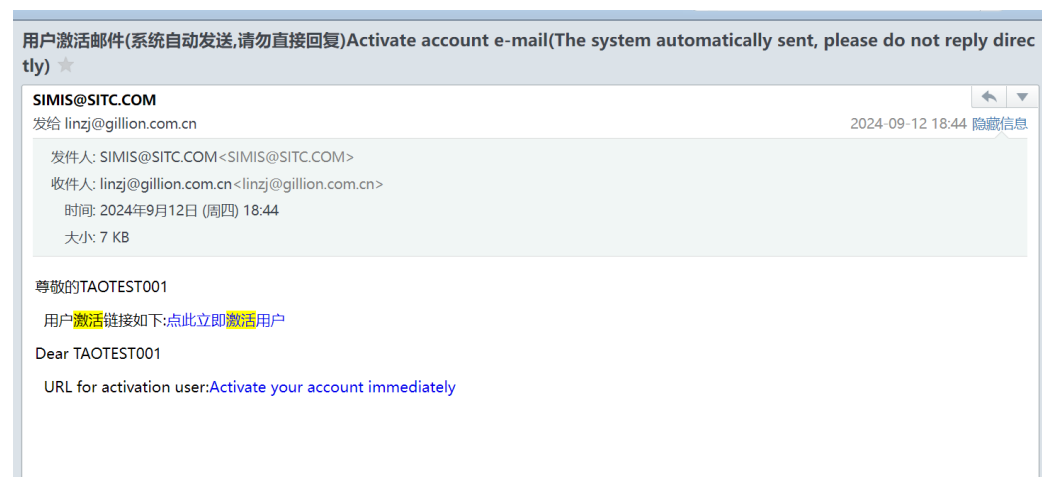 用户激活邮件(系统自动发送,请勿直接回复)Activate account e-mail(The system automatically sent, please do not reply direc
tly)
SIMIS@SITC.COM
发给 linzj@gillion.com.cn
2024-09-12 18:44 隐藏信息
发件人: SIMIS@SITC.COM<SIMIS@SITC.COM>
收件人: linzj@gillion.com.cn<linzj@gillion.com.cn>
时间: 2024年9月12日 (周四) 18:44
大小: 7 KB
尊敬的TAOTEST001
用户激活链接如下:点此立即激活用户
Dear TAOTEST001
URL for activation user:Activate your account immediately